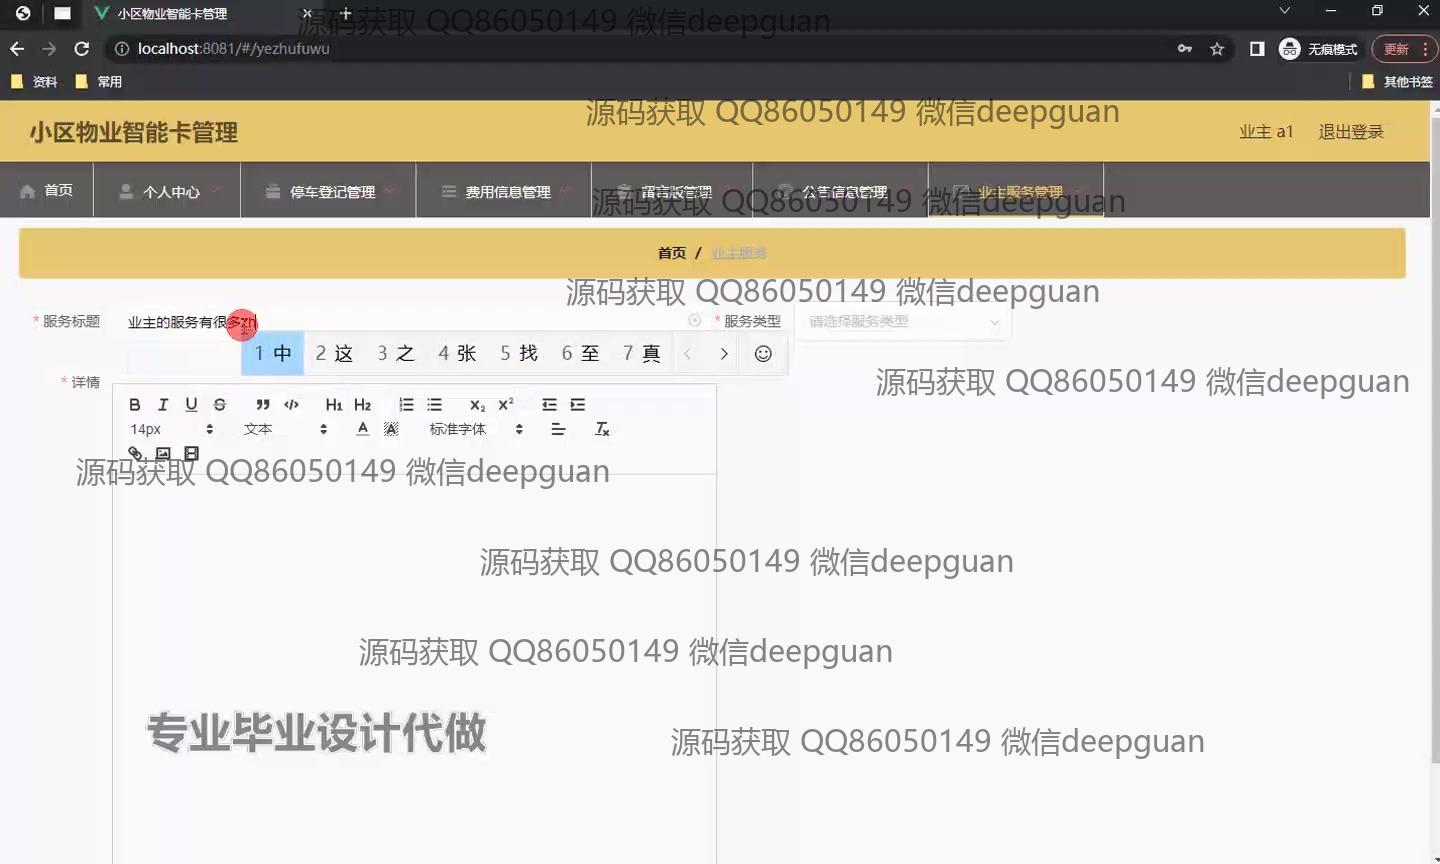 小区物业智能卡管理
源码获取 QQ86050149 微信deepguan
localhost:8081/#/yezhufuwu
无痕模式
更新
资料
常用
其他书签
源码获取 QQ86050149 微信deepguan
小区物业智能卡管理
业主 a1
退出登录
首页
个人中心
停车登记管理
费用信息管理
留言版管理
公告信息管理
业主服务管理
源码获取 QQ86050149 微信deepguan
首页 / 业主服务
源码获取 QQ86050149 微信deepguan
* 服务标题
业主的服务有很多zh
* 服务类型
请选择服务类型
1 中 2 这 3 之 4 张 5 找 6 至 7 真
* 详情
源码获取 QQ86050149 微信deepguan
B I U S H1 H2 X2 X2
14px
文本
A A
标准字体
Tx
源码获取 QQ86050149 微信deepguan
源码获取 QQ86050149 微信deepguan
源码获取 QQ86050149 微信deepguan
专业毕业设计代做
源码获取 QQ86050149 微信deepguan